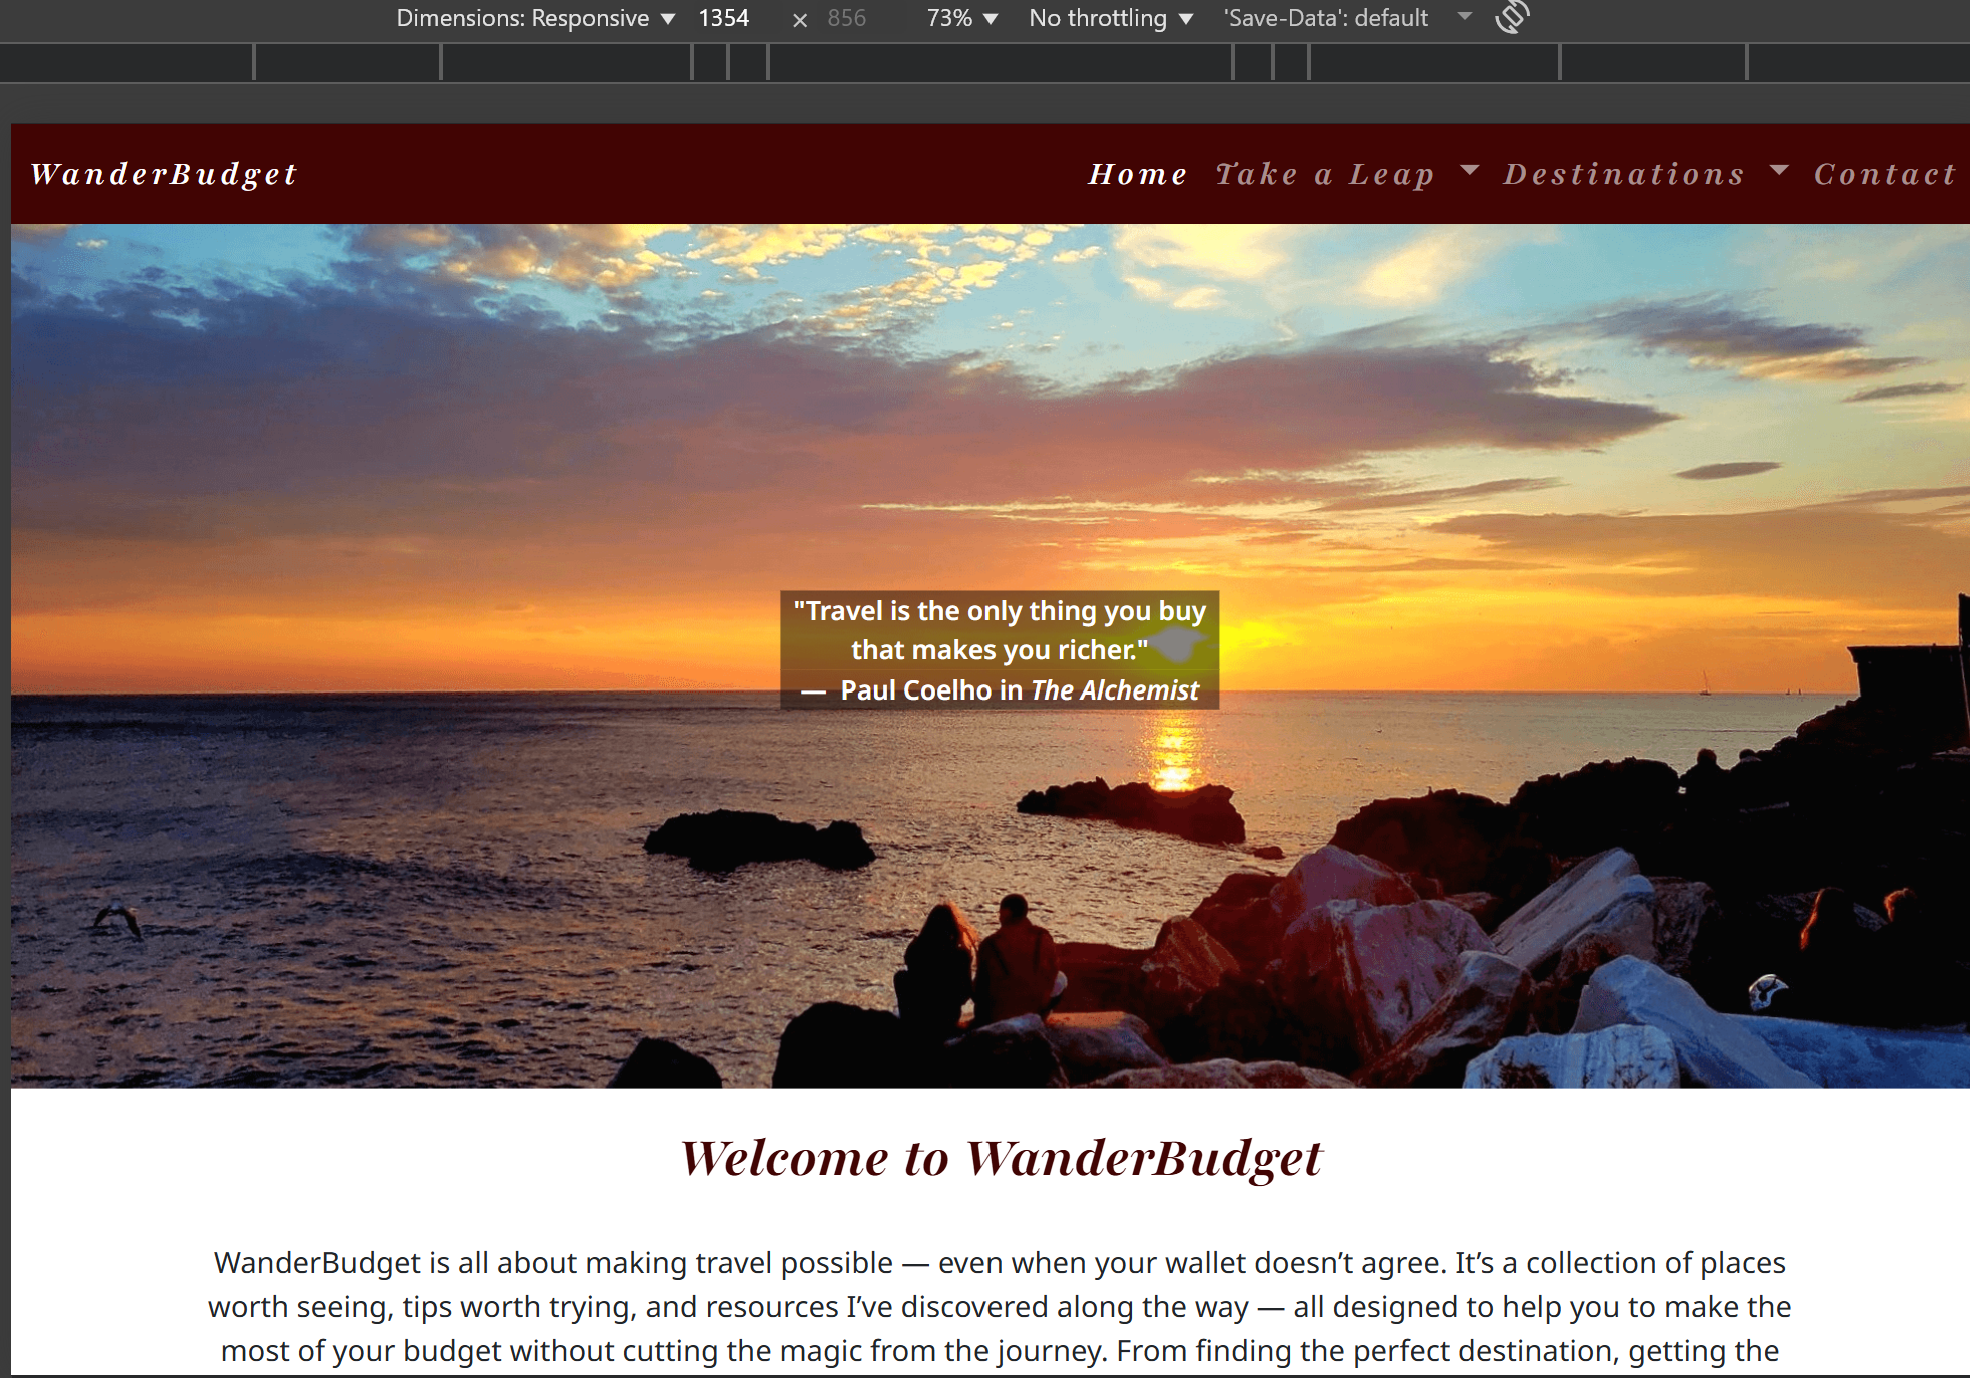 Dimensions: Responsive 1354 × 856 73% No throttling 'Save-Data': default
WanderBudget Home Take a Leap Destinations Contact
"Travel is the only thing you buy
that makes you richer."
— Paul Coelho in The Alchemist
Welcome to WanderBudget
WanderBudget is all about making travel possible — even when your wallet doesn’t agree. It’s a collection of places
worth seeing, tips worth trying, and resources I’ve discovered along the way — all designed to help you to make the
most of your budget without cutting the magic from the journey. From finding the perfect destination, getting the